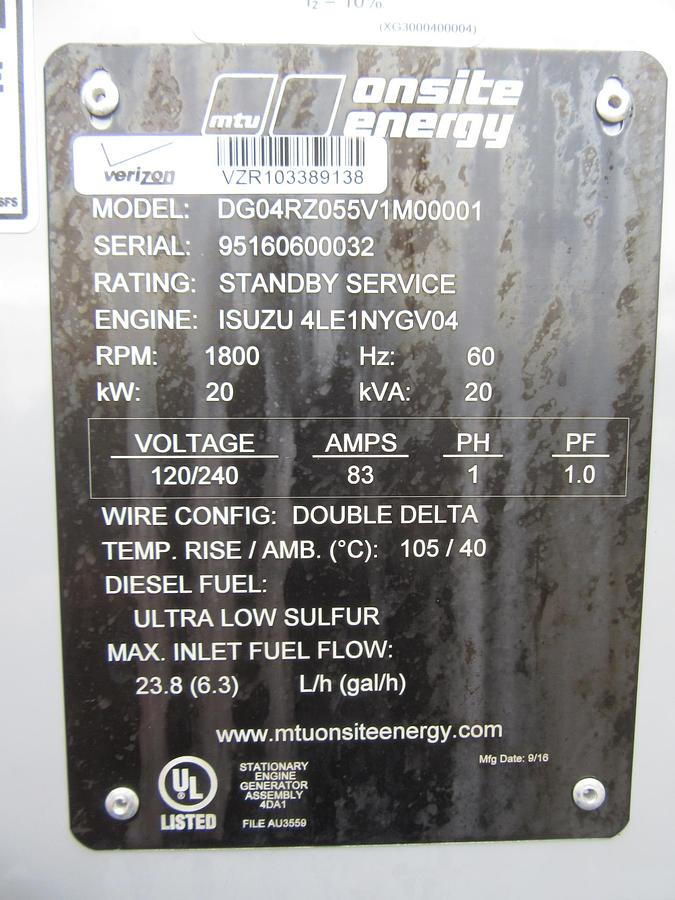 (XG3000400004)
mtu onsite energy
verizon
VZR103389138
MODEL: DG04RZ055V1M00001
SERIAL: 95160600032
RATING: STANDBY SERVICE
ENGINE: ISUZU 4LE1NYGV04
RPM: 1800 Hz: 60
kW: 20 kVA: 20
VOLTAGE AMPS PH PF
120/240 83 1 1.0
WIRE CONFIG: DOUBLE DELTA
TEMP. RISE / AMB. (°C): 105 / 40
DIESEL FUEL:
ULTRA LOW SULFUR
MAX. INLET FUEL FLOW:
23.8 (6.3) L/h (gal/h)
www.mtuonsiteenergy.com
Mfg Date: 9/16
UL ®
LISTED
STATIONARY
ENGINE
GENERATOR
ASSEMBLY
4DA1
FILE AU3559